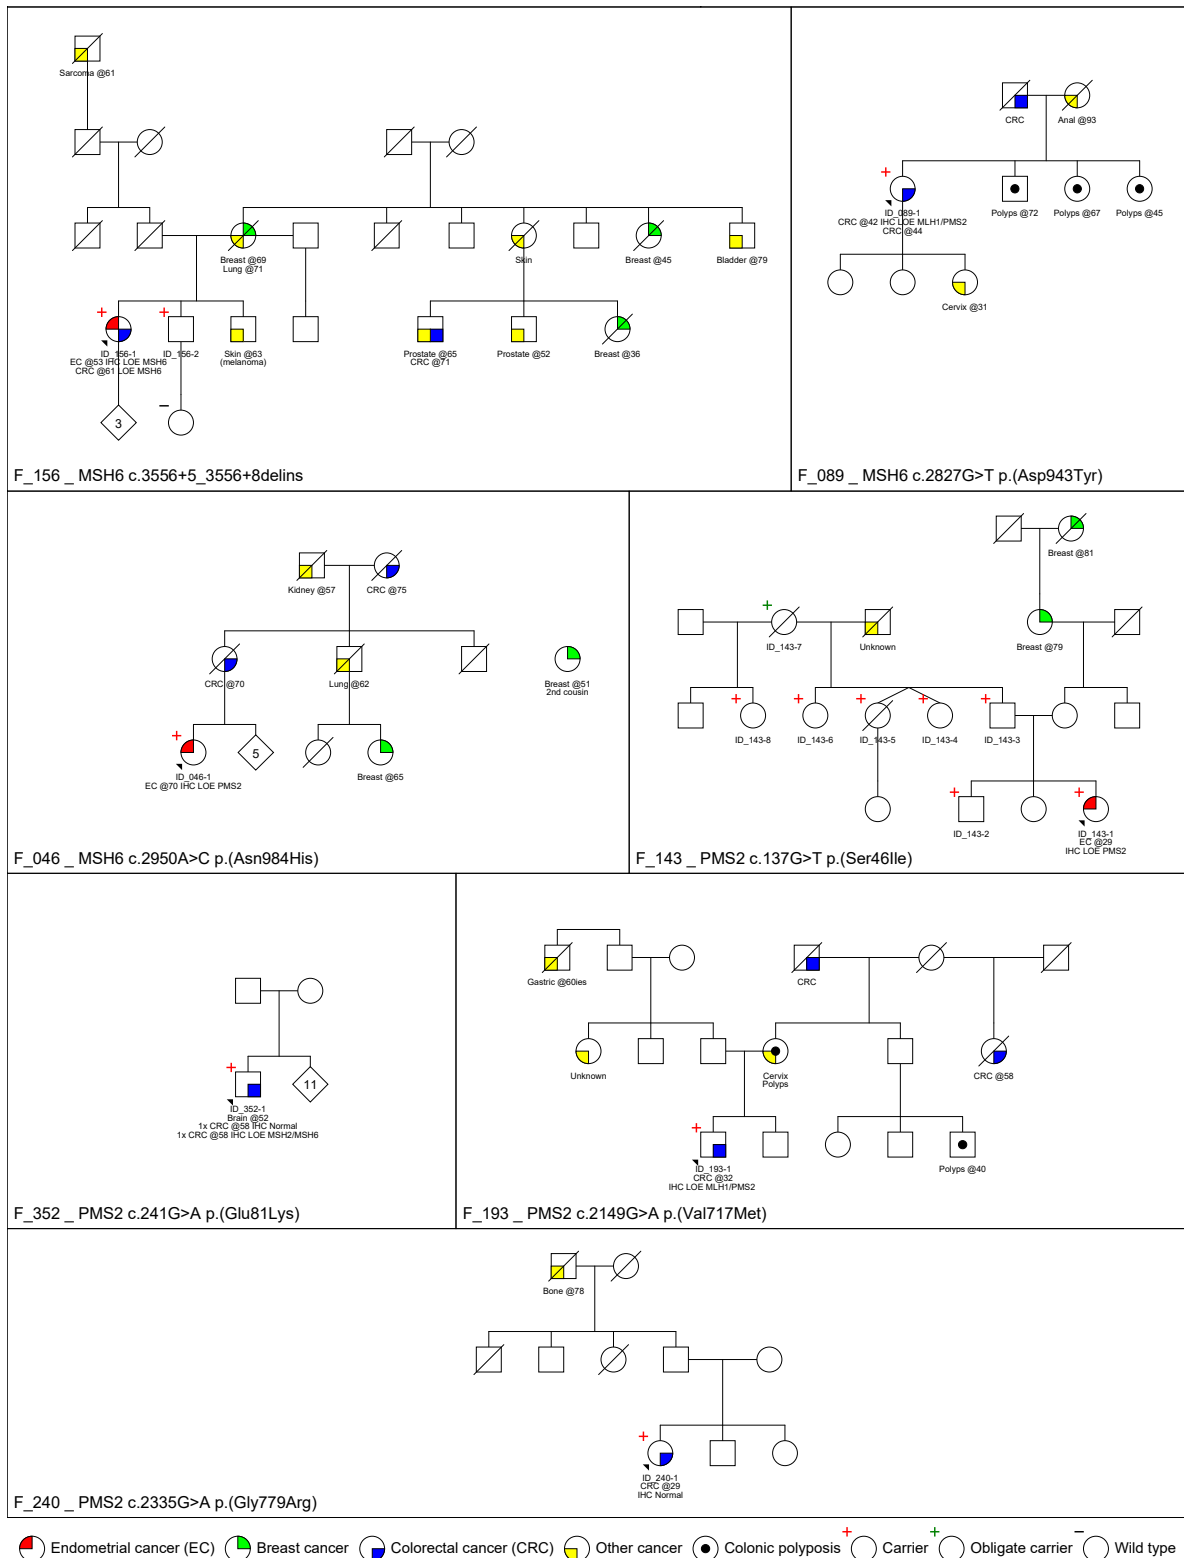 Sarcoma @61
Breast @69
Lung @71
Skin
Breast @45
Bladder @79
ID_156-1
EC @53 IHC LOE MSH6
CRC @61 LOE MSH6
ID_156-2
Skin @63
(melanoma)
Prostate @65
CRC @71
Prostate @52
Breast @36
3
F_156 _ MSH6 c.3556+5_3556+8delins
CRC
Anal @93
ID_089-1
CRC @42 IHC LOE MLH1/PMS2
CRC @44
Polyps @72
Polyps @67
Polyps @45
Cervix @31
F_089 _ MSH6 c.2827G>T p.(Asp943Tyr)
Kidney @57
CRC @75
CRC @70
Lung @62
Breast @51
2nd cousin
ID_046-1
EC @70 IHC LOE PMS2
5
Breast @65
F_046 _ MSH6 c.2950A>C p.(Asn984His)
Breast @81
ID_143-7
Unknown
Breast @79
ID_143-8
ID_143-6
ID_143-5
ID_143-4
ID_143-3
ID_143-2
ID_143-1
EC @29
IHC LOE PMS2
F_143 _ PMS2 c.137G>T p.(Ser46Ile)
ID_352-1
Brain @52
1x CRC @58 IHC Normal
1x CRC @58 IHC LOE MSH2/MSH6
11
F_352 _ PMS2 c.241G>A p.(Glu81Lys)
Gastric @60ies
CRC
Unknown
Cervix
Polyps
CRC @58
ID_193-1
CRC @32
IHC LOE MLH1/PMS2
Polyps @40
F_193 _ PMS2 c.2149G>A p.(Val717Met)
Bone @78
ID_240-1
CRC @29
IHC Normal
F_240 _ PMS2 c.2335G>A p.(Gly779Arg)
Endometrial cancer (EC) Breast cancer Colorectal cancer (CRC) Other cancer Colonic polyposis Carrier Obligate carrier Wild type